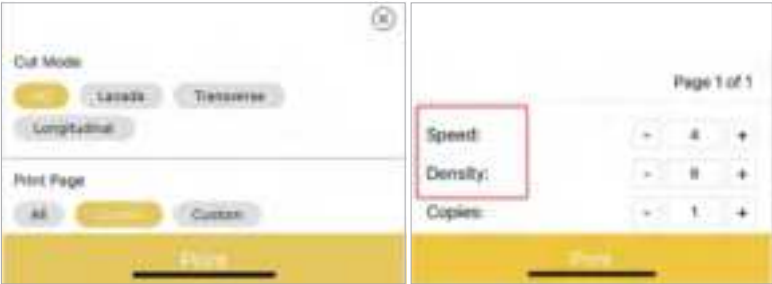 Cut Mode
Lazada Transverse
Longitudinal
Print Page
All Custom
Print
Page 1 of 1
Speed: - 4 +
Density: - 8 +
Copies: - 1 +
Print